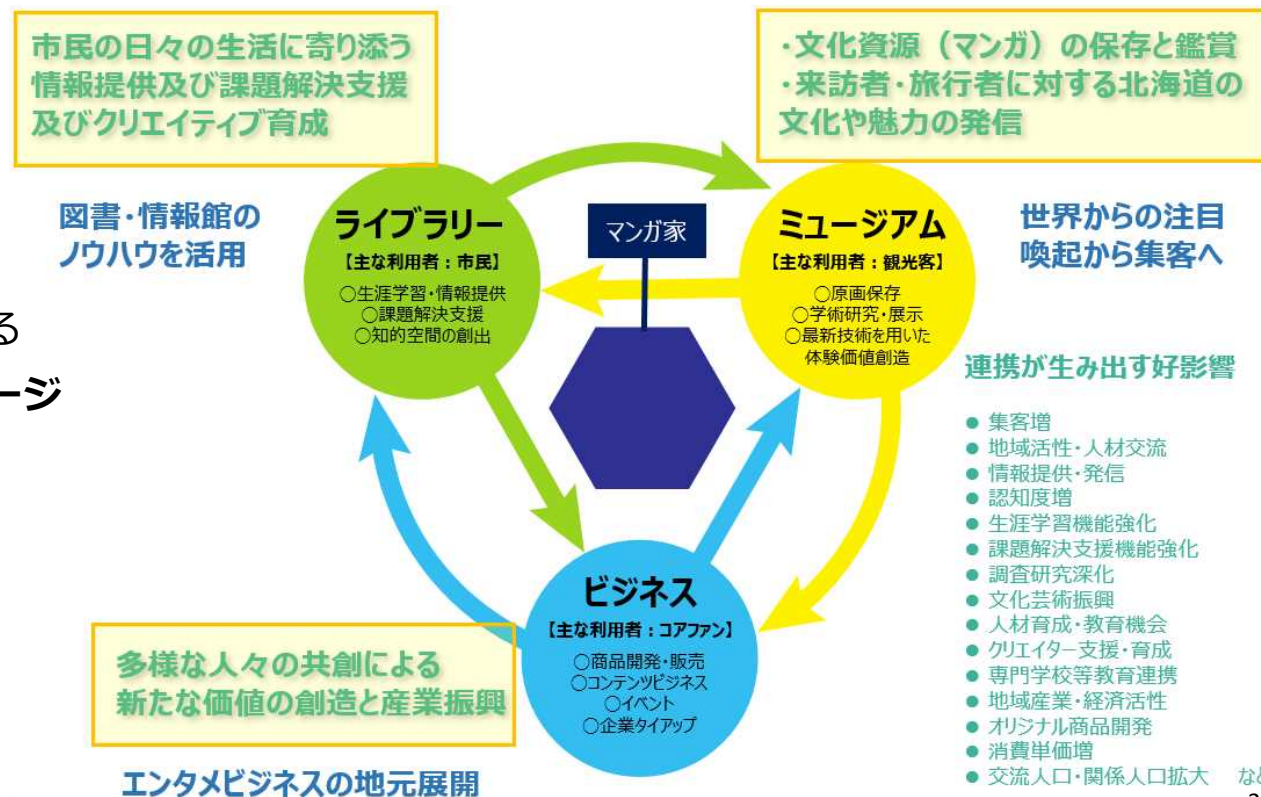 市民の日々の生活に寄り添う
情報提供及び課題解決支援
及びクリエイティブ育成
・文化資源（マンガ）の保存と鑑賞
・来訪者・旅行者に対する北海道の
文化や魅力の発信
図書・情報館の
ノウハウを活用
ライブラリー
【主な利用者：市民】
○生涯学習・情報提供
○課題解決支援
○知的空間の創出
マンガ家
ミュージアム
【主な利用者：観光客】
○原画保存
○学術研究・展示
○最新技術を用いた
体験価値創造
世界からの注目
喚起から集客へ
る
ージ
連携が生み出す好影響
● 集客増
● 地域活性・人材交流
● 情報提供・発信
● 認知度増
● 生涯学習機能強化
● 課題解決支援機能強化
● 調査研究深化
● 文化芸術振興
● 人材育成・教育機会
● クリエイター支援・育成
● 専門学校等教育連携
● 地域産業・経済活性
● オリジナル商品開発
● 消費単価増
● 交流人口・関係人口拡大
ビジネス
【主な利用者：コアファン】
○商品開発・販売
○コンテンツビジネス
○イベント
○企業タイアップ
多様な人々の共創による
新たな価値の創造と産業振興
エンタメビジネスの地元展開